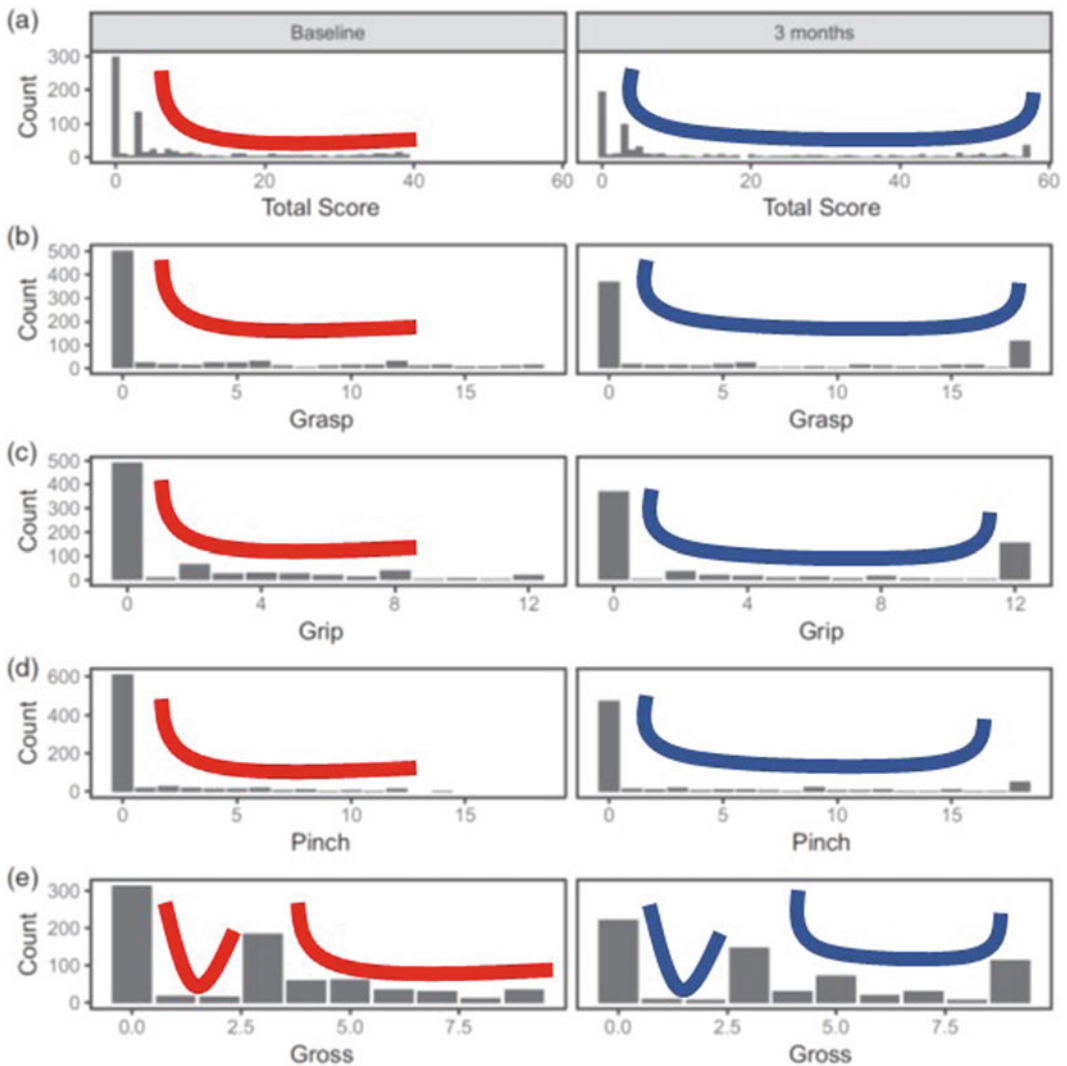 (a)
Baseline 3 months
Count
300
200
100
0
0 20 40 60 0 20 40 60
Total Score Total Score
(b)
Count
500
400
300
200
100
0
0 5 10 15 0 5 10 15
Grasp Grasp
(c)
Count
500
400
300
200
100
0
0 4 8 12 0 4 8 12
Grip Grip
(d)
Count
600
400
200
0
0 5 10 15 0 5 10 15
Pinch Pinch
(e)
Count
300
200
100
0
0.0 2.5 5.0 7.5 0.0 2.5 5.0 7.5
Gross Gross